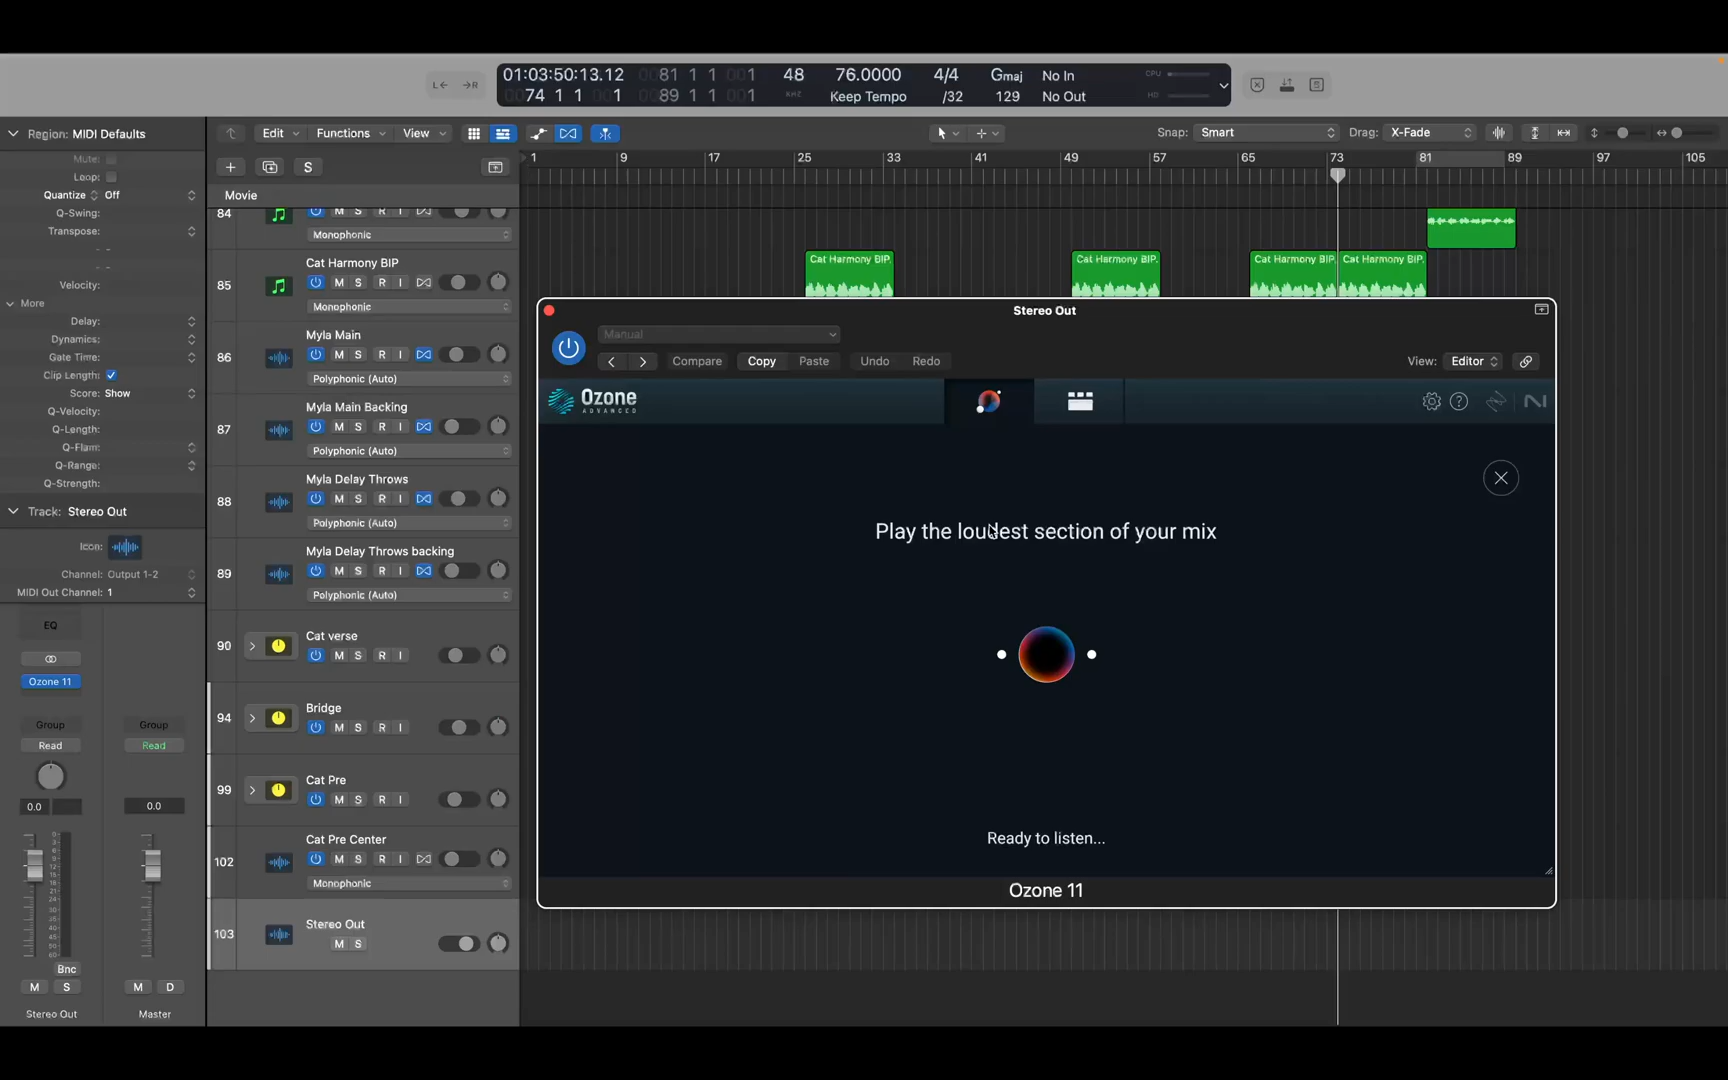 01:03:50:13.12 0081 1 1 001 48 76.0000 4/4 Gmaj No In CPU
0074 1 1 001 0089 1 1 001 KHZ Keep Tempo /32 129 No Out HD
Region: MIDI Defaults
Mute:
Loop:
Quantize Off
Q-Swing:
Transpose:
Velocity:
More
Delay:
Dynamics:
Gate Time:
Clip Length:
Score: Show
Q-Velocity:
Q-Length:
Q-Flam:
Q-Range:
Q-Strength:
Track: Stereo Out
Icon:
Channel: Output 1-2
MIDI Out Channel: 1
EQ
Ozone 11
Group Group
Read Read
0.0 0.0
Bnc
M S M D
Stereo Out Master
Edit Functions View Snap: Smart Drag: X-Fade
S
1 9 17 25 33 41 49 57 65 73 81 89 97 105
Movie
84 M S R I
Monophonic
85 Cat Harmony BIP
M S R I
Monophonic
86 Myla Main
M S R I
Polyphonic (Auto)
87 Myla Main Backing
M S R I
Polyphonic (Auto)
88 Myla Delay Throws
M S R I
Polyphonic (Auto)
89 Myla Delay Throws backing
M S R I
Polyphonic (Auto)
90 Cat verse
M S R I
94 Bridge
M S R I
99 Cat Pre
M S R I
102 Cat Pre Center
M S R I
Monophonic
103 Stereo Out
M S
Cat Harmony BIP. Cat Harmony BIP. Cat Harmony BIP. Cat Harmony BIP.
Stereo Out
Manual
Compare Copy Paste Undo Redo View: Editor
Ozone
ADVANCED
Play the loudest section of your mix
Ready to listen...
Ozone 11